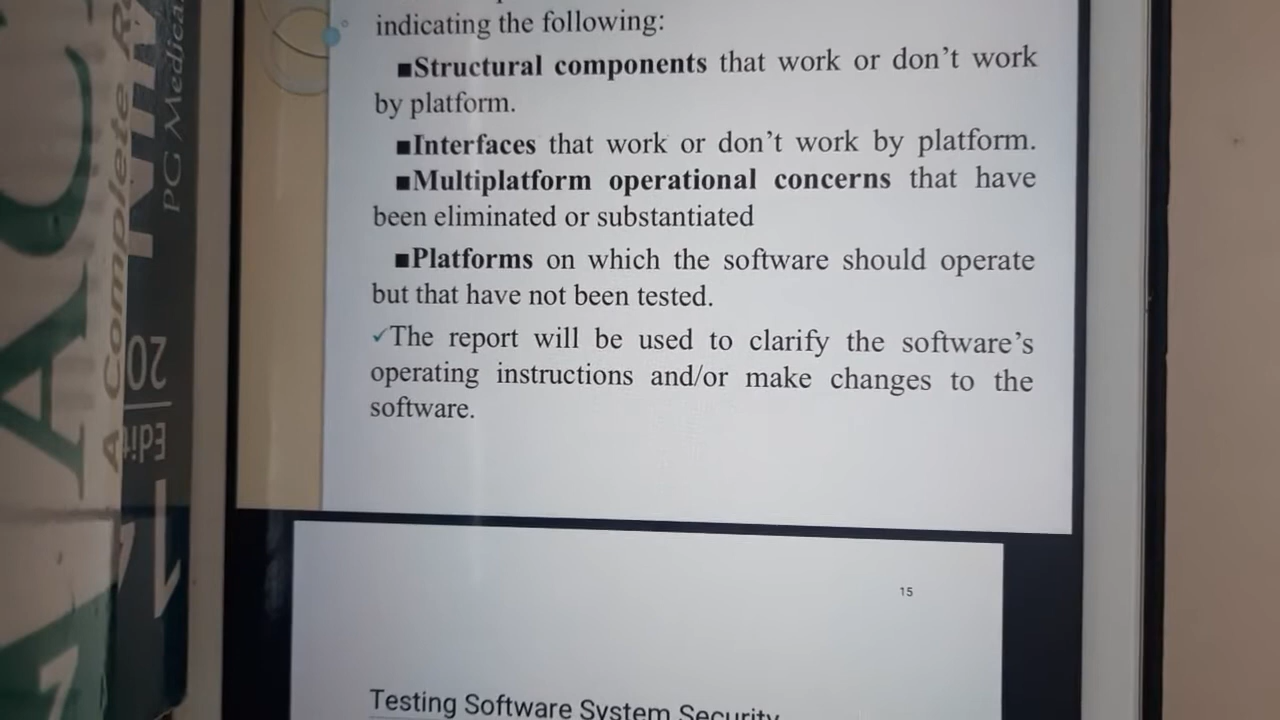 indicating the following:
■Structural components that work or don't work
by platform.
■Interfaces that work or don't work by platform.
■Multiplatform operational concerns that have
been eliminated or substantiated
■Platforms on which the software should operate
but that have not been tested.
✓The report will be used to clarify the software's
operating instructions and/or make changes to the
software.
15
Testing Software System Security
A Complete
PG Medical
20
Edit